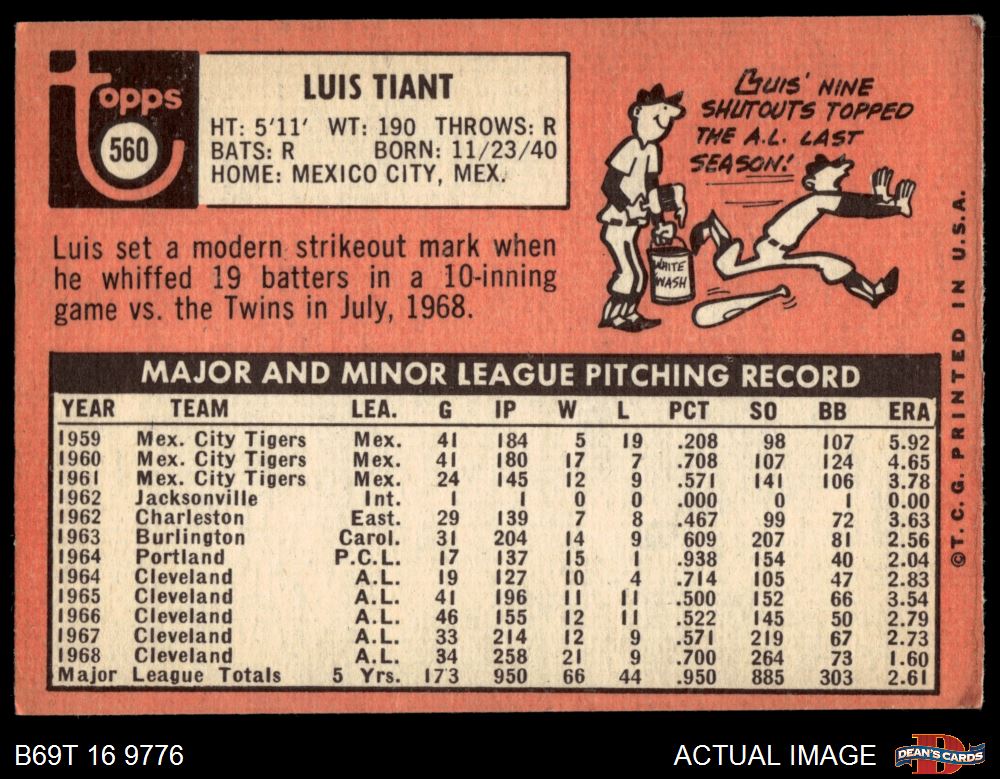 topps
560
LUIS TIANT
HT: 5'11' WT: 190 THROWS: R
BATS: R BORN: 11/23/40
HOME: MEXICO CITY, MEX.
LUIS' NINE
SHUTOUTS TOPPED
THE A.L. LAST
SEASON!
WHITE
WASH
Luis set a modern strikeout mark when
he whiffed 19 batters in a 10-inning
game vs. the Twins in July, 1968.
MAJOR AND MINOR LEAGUE PITCHING RECORD
YEAR TEAM LEA. G IP W L PCT SO BB ERA
1959 Mex. City Tigers Mex. 41 184 5 19 .208 98 107 5.92
1960 Mex. City Tigers Mex. 41 180 17 7 .708 107 124 4.65
1961 Mex. City Tigers Mex. 24 145 12 9 .571 141 106 3.78
1962 Jacksonville Int. 1 1 0 0 .000 0 1 0.00
1962 Charleston East. 29 139 7 8 .467 99 72 3.63
1963 Burlington Carol. 31 204 14 9 609 207 81 2.56
1964 Portland P.C.L. 17 137 15 1 .938 154 40 2.04
1964 Cleveland A.L. 19 127 10 4 .714 105 47 2.83
1965 Cleveland A.L. 41 196 11 11 .500 152 66 3.54
1966 Cleveland A.L. 46 155 12 11 .522 145 50 2.79
1967 Cleveland A.L. 33 214 12 9 .571 219 67 2.73
1968 Cleveland A.L. 34 258 21 9 .700 264 73 1.60
Major League Totals 5 Yrs. 173 950 66 44 .950 885 303 2.61
©T.C.G. PRINTED IN U.S.A.
B69T 16 9776
ACTUAL IMAGE
DEAN'S CARDS